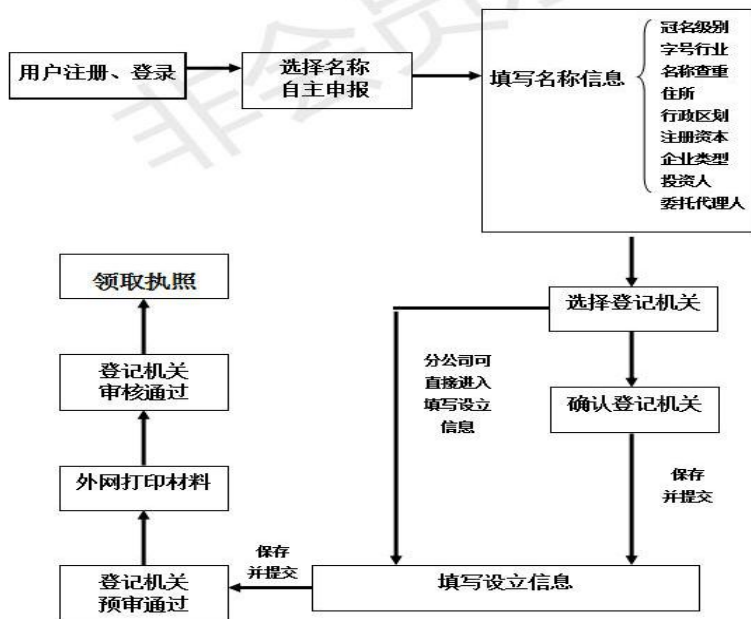 用户注册、登录
选择名称
自主申报
填写名称信息
冠名级别
字号行业
名称查重
住所
行政区划
注册资本
企业类型
投资人
委托代理人
领取执照
选择登记机关
登记机关
审核通过
分公司可
直接进入
填写设立
信息
确认登记机关
外网打印材料
保存
并提交
保存
并提交
登记机关
预审通过
填写设立信息
非会员